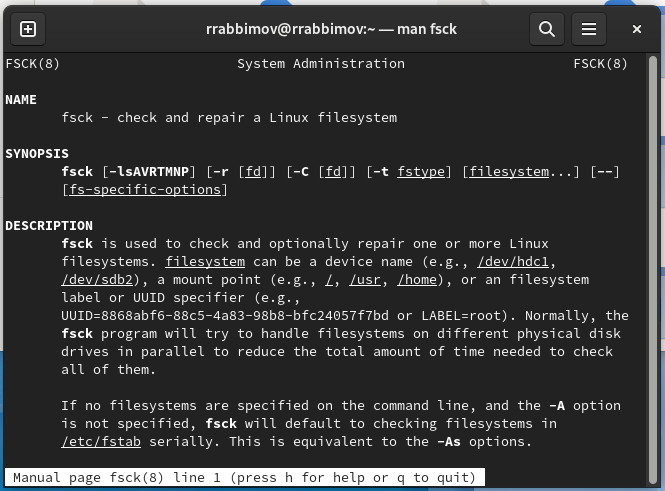 rrabbimov@rrabbimov:~ — man fsck
FSCK(8) System Administration FSCK(8)
NAME
fsck - check and repair a Linux filesystem
SYNOPSIS
fsck [-lsAVRTMNP] [-r [fd]] [-C [fd]] [-t fstype] [filesystem...] [--]
[fs-specific-options]
DESCRIPTION
fsck is used to check and optionally repair one or more Linux
filesystems. filesystem can be a device name (e.g., /dev/hdc1,
/dev/sdb2), a mount point (e.g., /, /usr, /home), or an filesystem
label or UUID specifier (e.g.,
UUID=8868abf6-88c5-4a83-98b8-bfc24057f7bd or LABEL=root). Normally, the
fsck program will try to handle filesystems on different physical disk
drives in parallel to reduce the total amount of time needed to check
all of them.
If no filesystems are specified on the command line, and the -A option
is not specified, fsck will default to checking filesystems in
/etc/fstab serially. This is equivalent to the -As options.
Manual page fsck(8) line 1 (press h for help or q to quit)